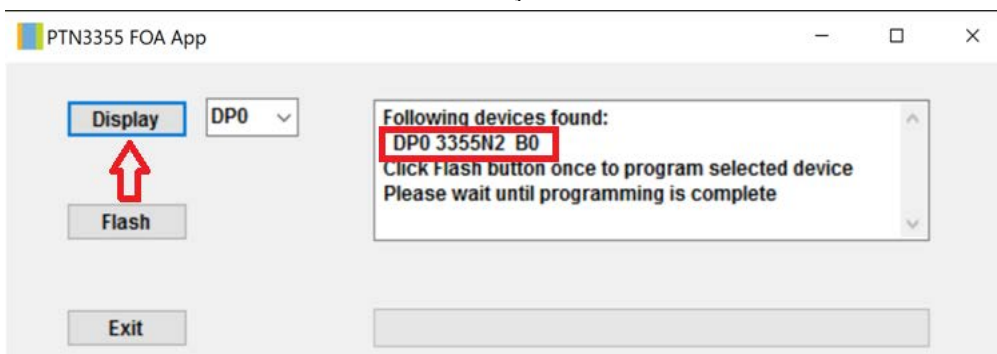 PTN3355 FOA App
Display
DP0
Following devices found:
DP0 3355N2 B0
Click Flash button once to program selected device
Please wait until programming is complete
Flash
Exit